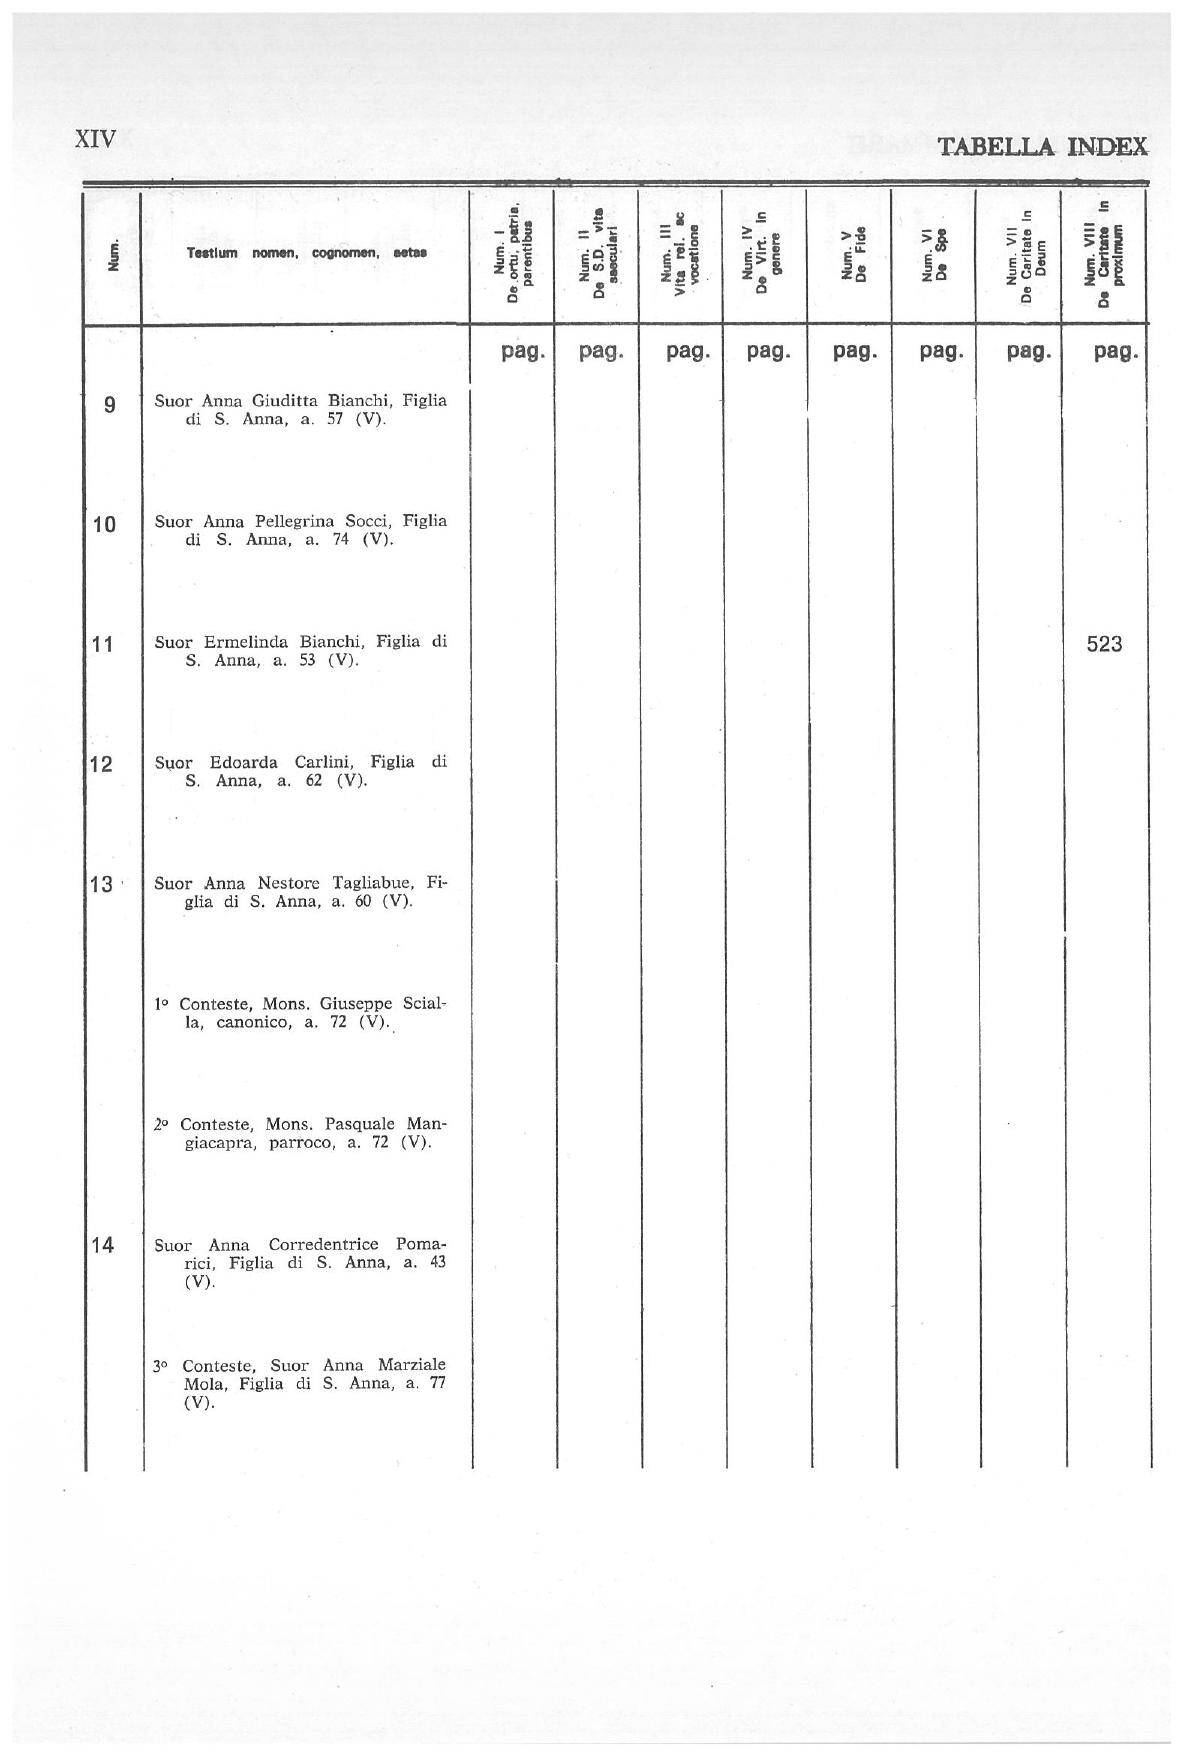 XIV
TABELLA INDEX
Num.
Testium nomen, cognomen, aetas
Num. I
De ortu, patria,
parentibus
Num. II
De S.D. vita
saeculari
Num. III
Vita rel. ac
vocatione
Num. IV
De Virt. in
genere
Num. V
De Fide
Num. VI
De Spe
Num. VII
De Caritate in
Deum
Num. VIII
De Caritate in
proximum
pag. pag. pag. pag. pag. pag. pag. pag.
9 Suor Anna Giuditta Bianchi, Figlia
di S. Anna, a. 57 (V).
10 Suor Anna Pellegrina Socci, Figlia
di S. Anna, a. 74 (V).
11 Suor Ermelinda Bianchi, Figlia di 523
S. Anna, a. 53 (V).
12 Suor Edoarda Carlini, Figlia di
S. Anna, a. 62 (V).
13 Suor Anna Nestore Tagliabue, Fi-
glia di S. Anna, a. 60 (V).
1º Conteste, Mons. Giuseppe Scial-
la, canonico, a. 72 (V).
2º Conteste, Mons. Pasquale Man-
giacapra, parroco, a. 72 (V).
14 Suor Anna Corredentrice Poma-
rici, Figlia di S. Anna, a. 43
(V).
3º Conteste, Suor Anna Marziale
Mola, Figlia di S. Anna, a. 77
(V).